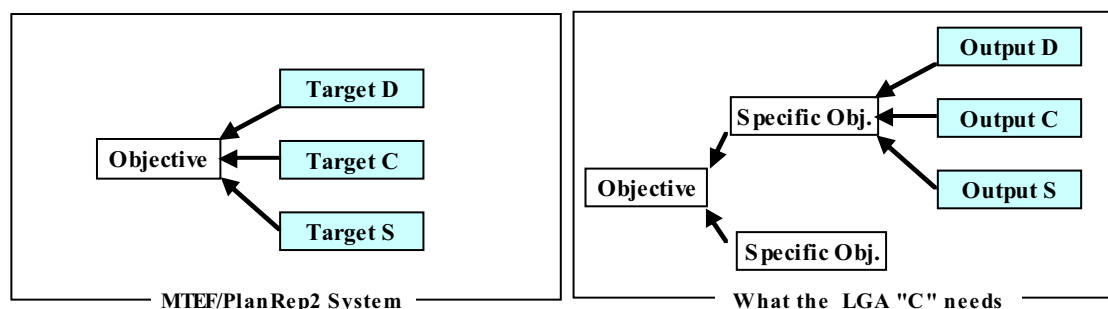 Target D
Objective
Target C
Target S
MTEF/PlanRep2 System
Output D
Specific Obj.
Output C
Objective
Output S
Specific Obj.
What the LGA "C" needs